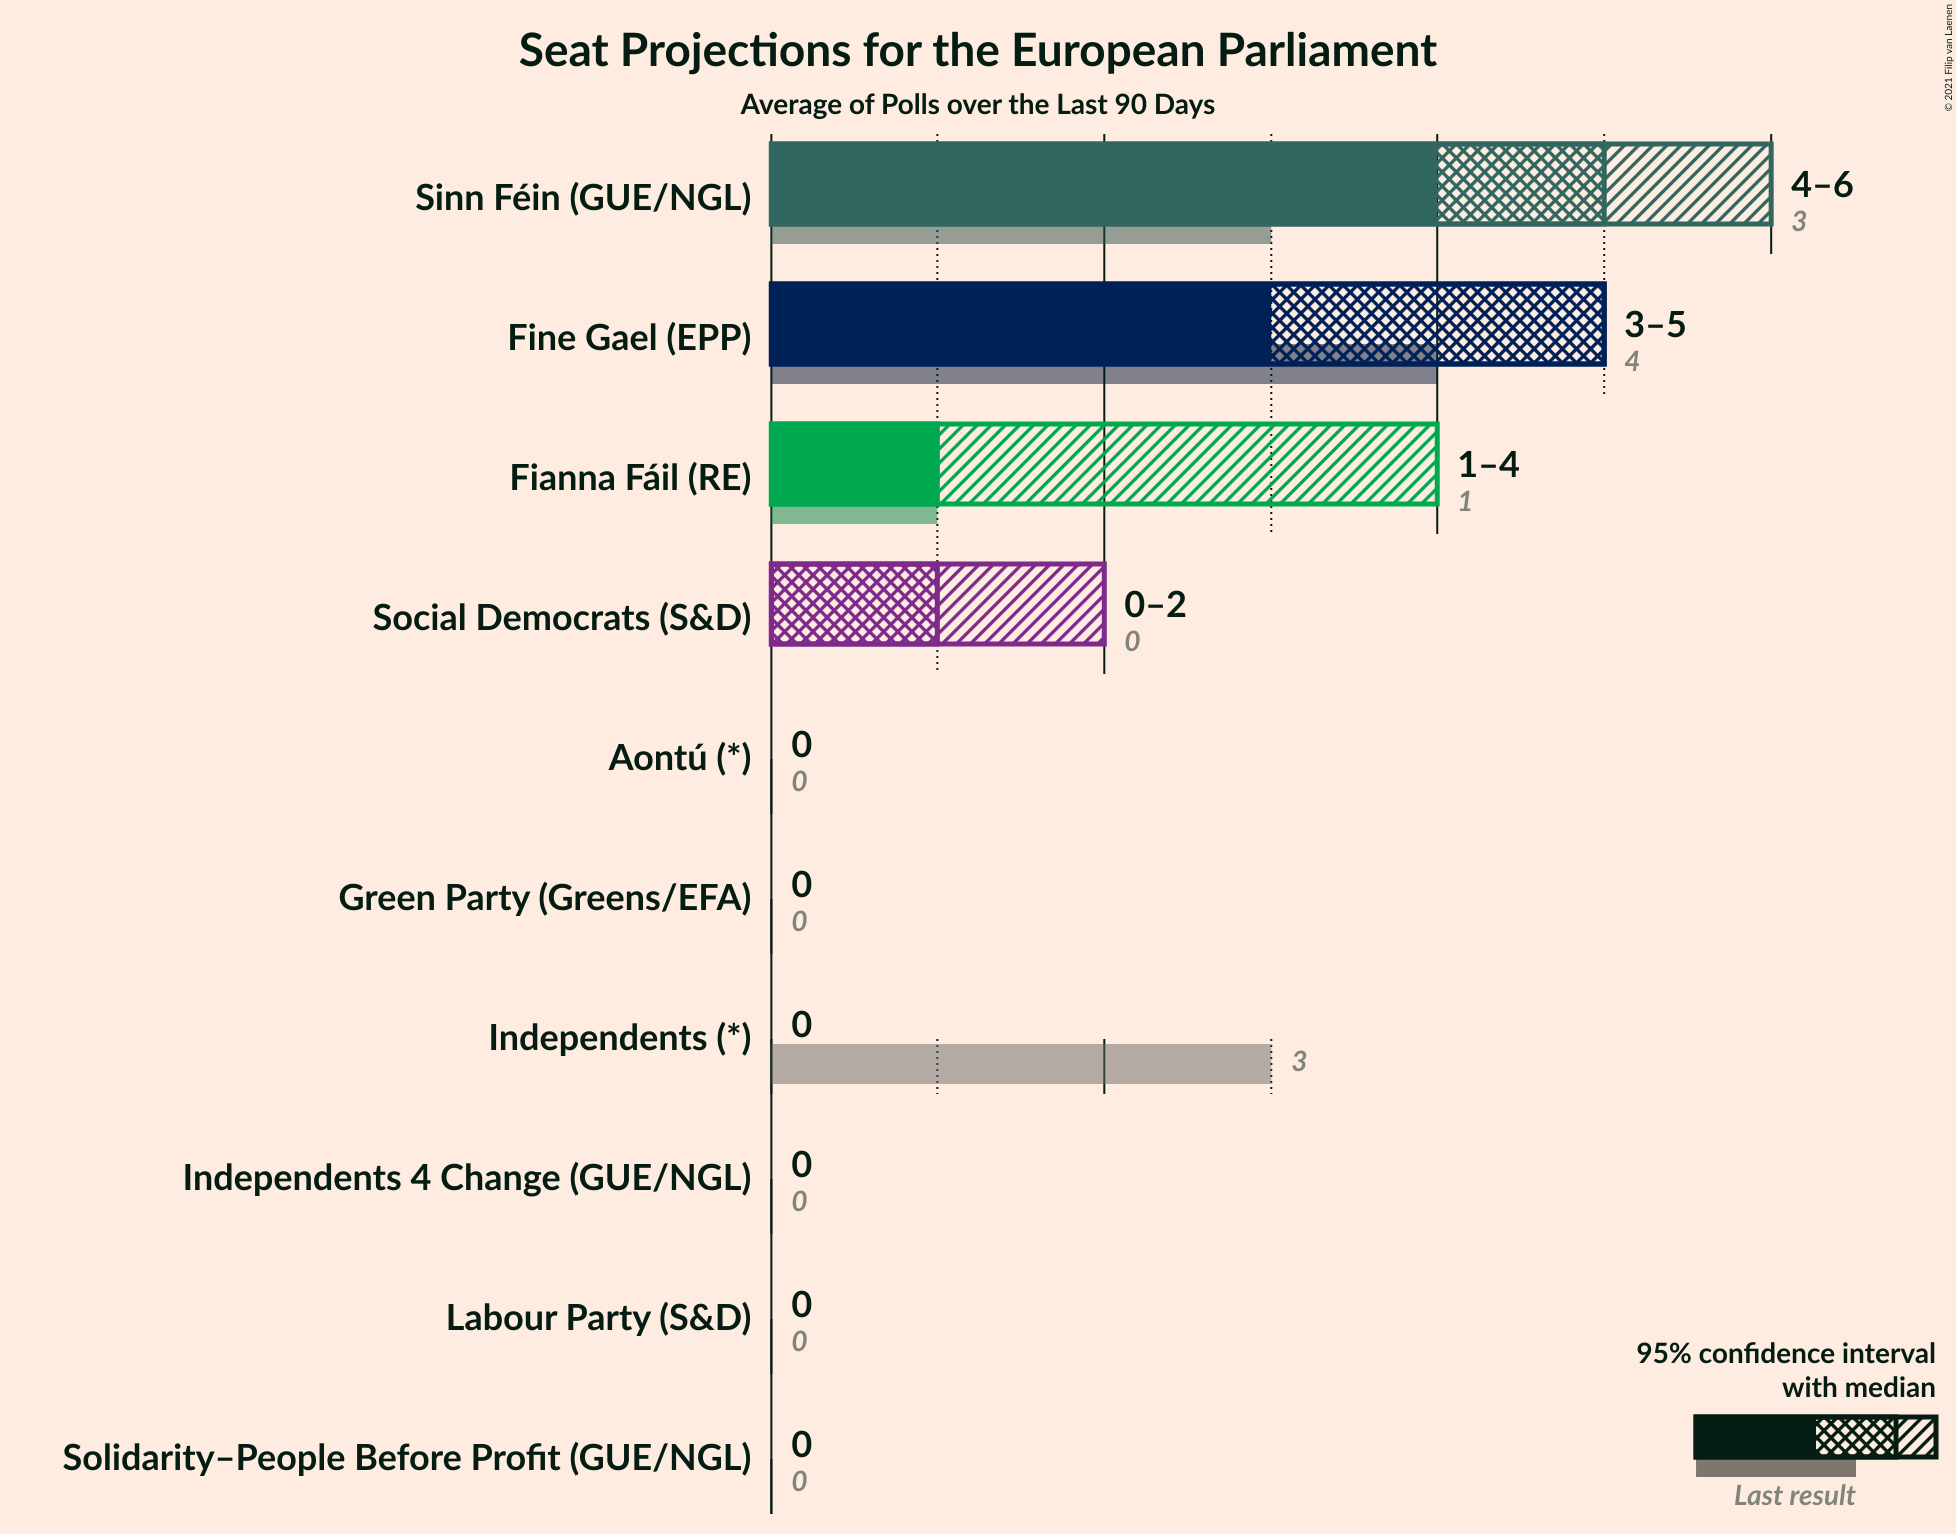 Seat Projections for the European Parliament
Average of Polls over the Last 90 Days
© 2021 Filip van Laenen
Sinn Féin (GUE/NGL)
4–6
3
Fine Gael (EPP)
3–5
4
Fianna Fáil (RE)
1–4
1
Social Democrats (S&D)
0–2
0
Aontú (*)
0
0
Green Party (Greens/EFA)
0
0
Independents (*)
0
3
Independents 4 Change (GUE/NGL)
0
0
Labour Party (S&D)
0
0
Solidarity–People Before Profit (GUE/NGL)
0
0
95% confidence interval
with median
Last result